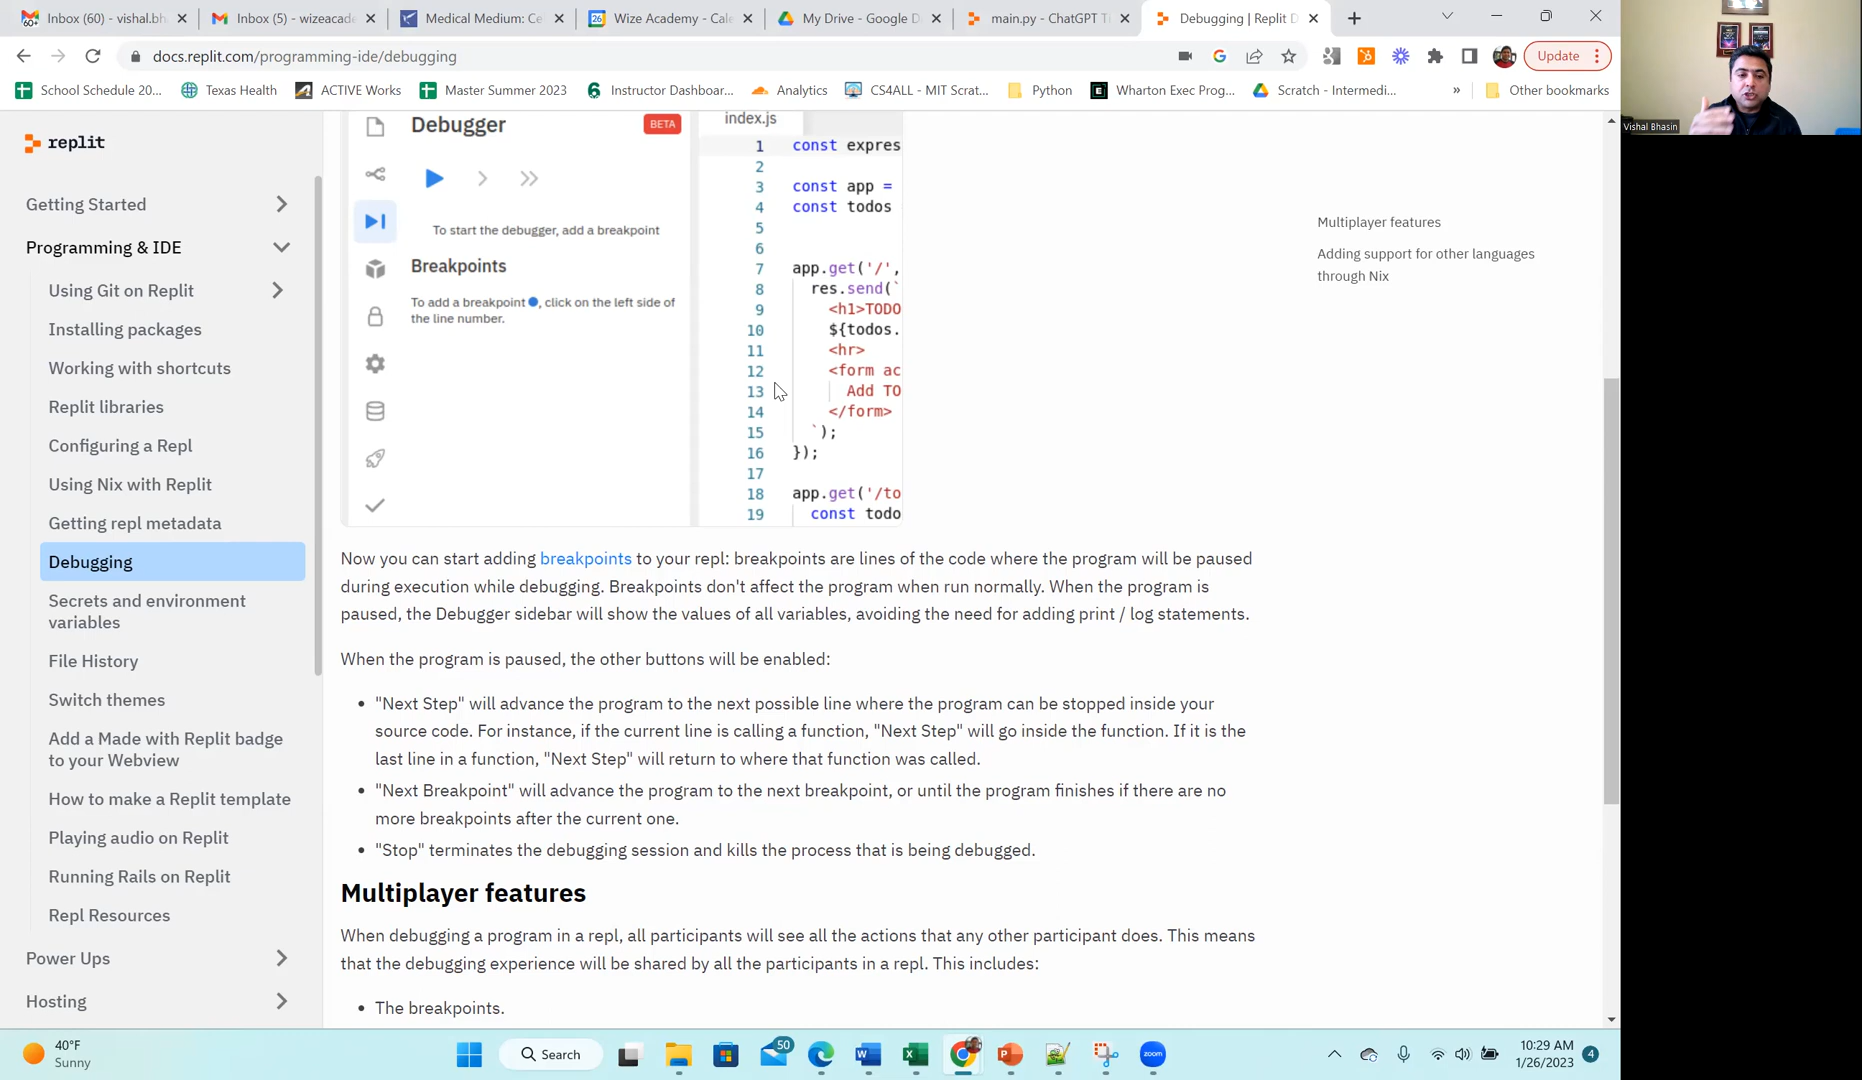 Inbox (60) - vishal.bh
Inbox (5) - wizeacade
Medical Medium: Ce
Wize Academy - Cale
My Drive - Google D
main.py - ChatGPT T
Debugging | Replit D
docs.replit.com/programming-ide/debugging
Update
School Schedule 20...
Texas Health
ACTIVE Works
Master Summer 2023
Instructor Dashboar...
Analytics
CS4ALL - MIT Scrat...
Python
Wharton Exec Prog...
Scratch - Intermedi...
»
Other bookmarks
Vishal Bhasin
replit
Getting Started
Programming & IDE
Using Git on Replit
Installing packages
Working with shortcuts
Replit libraries
Configuring a Repl
Using Nix with Replit
Getting repl metadata
Debugging
Secrets and environment
variables
File History
Switch themes
Add a Made with Replit badge
to your Webview
How to make a Replit template
Playing audio on Replit
Running Rails on Replit
Repl Resources
Power Ups
Hosting
Debugger
BETA
To start the debugger, add a breakpoint
Breakpoints
To add a breakpoint , click on the left side of
the line number.
index.js
1 const expres
2
3 const app =
4 const todos
5
6
7 app.get('/',
8 res.send(`
9 <h1>TODO
10 ${todos.
11 <hr>
12 <form ac
13 Add TO
14 </form>
15 `);
16 });
17
18 app.get('/to
19 const todo
Now you can start adding breakpoints to your repl: breakpoints are lines of the code where the program will be paused
during execution while debugging. Breakpoints don't affect the program when run normally. When the program is
paused, the Debugger sidebar will show the values of all variables, avoiding the need for adding print / log statements.
When the program is paused, the other buttons will be enabled:
• "Next Step" will advance the program to the next possible line where the program can be stopped inside your
source code. For instance, if the current line is calling a function, "Next Step" will go inside the function. If it is the
last line in a function, "Next Step" will return to where that function was called.
• "Next Breakpoint" will advance the program to the next breakpoint, or until the program finishes if there are no
more breakpoints after the current one.
• "Stop" terminates the debugging session and kills the process that is being debugged.
Multiplayer features
When debugging a program in a repl, all participants will see all the actions that any other participant does. This means
that the debugging experience will be shared by all the participants in a repl. This includes:
• The breakpoints.
Multiplayer features
Adding support for other languages
through Nix
40°F
Sunny
Search
50
zoom
10:29 AM
1/26/2023
4